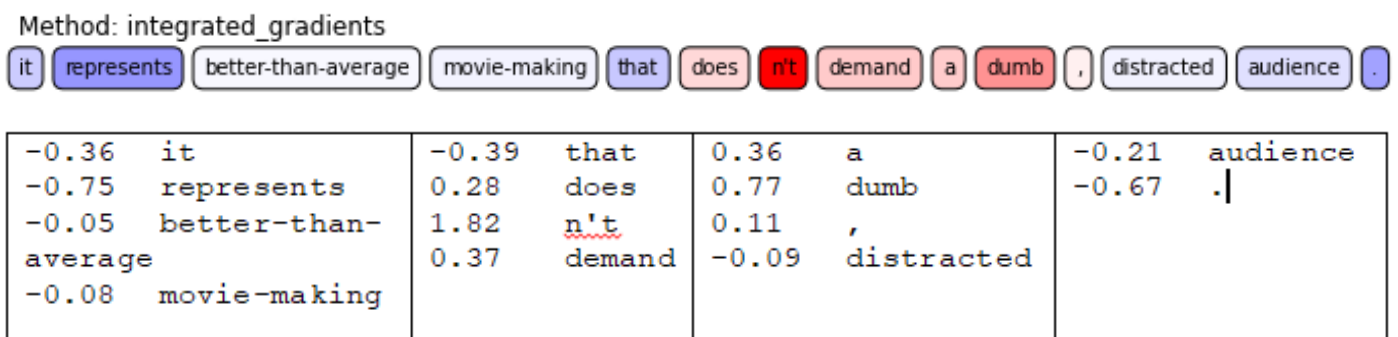 Method: integrated_gradients
it represents better-than-average movie-making that does n't demand a dumb , distracted audience .
-0.36 it
-0.75 represents
-0.05 better-than-
average
-0.08 movie-making
-0.39 that
0.28 does
1.82 n't
0.37 demand
0.36 a
0.77 dumb
0.11 ,
-0.09 distracted
-0.21 audience
-0.67 .